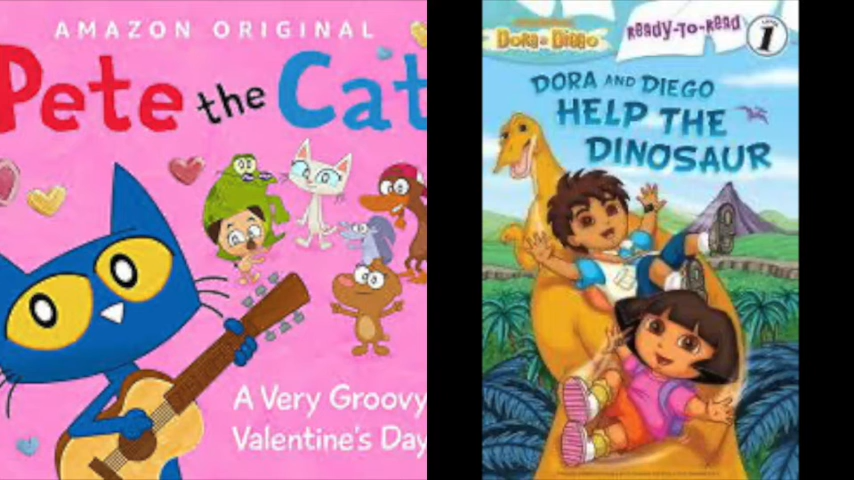 AMAZON ORIGINAL
Pete the Cat
A Very Groovy
Valentine's Day
Dora & Diego
READY-TO-READ
LEVEL
1
DORA AND DIEGO
HELP THE
DINOSAUR